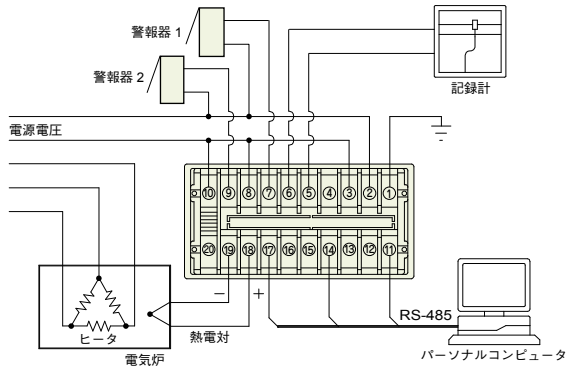 警報器 1
警報器 2
記録計
電源電圧
⑩ ⑨ ⑧ ⑦ ⑥ ⑤ ④ ③ ② ①
⑳ ⑲ ⑱ ⑰ ⑯ ⑮ ⑭ ⑬ ⑫ ⑪
− +
RS-485
ヒータ
熱電対
電気炉
パーソナルコンピュータ